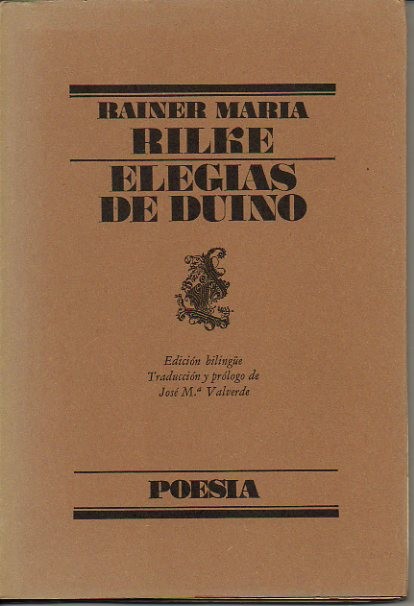 RAINER MARIA
RILKE
ELEGIAS
DE DUINO
Edición bilingüe
Traducción y prólogo de
José M.ª Valverde
POESIA